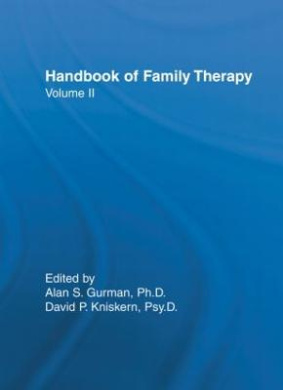 Handbook of Family Therapy
Volume II
Edited by
Alan S. Gurman, Ph.D.
David P. Kniskern, Psy.D.